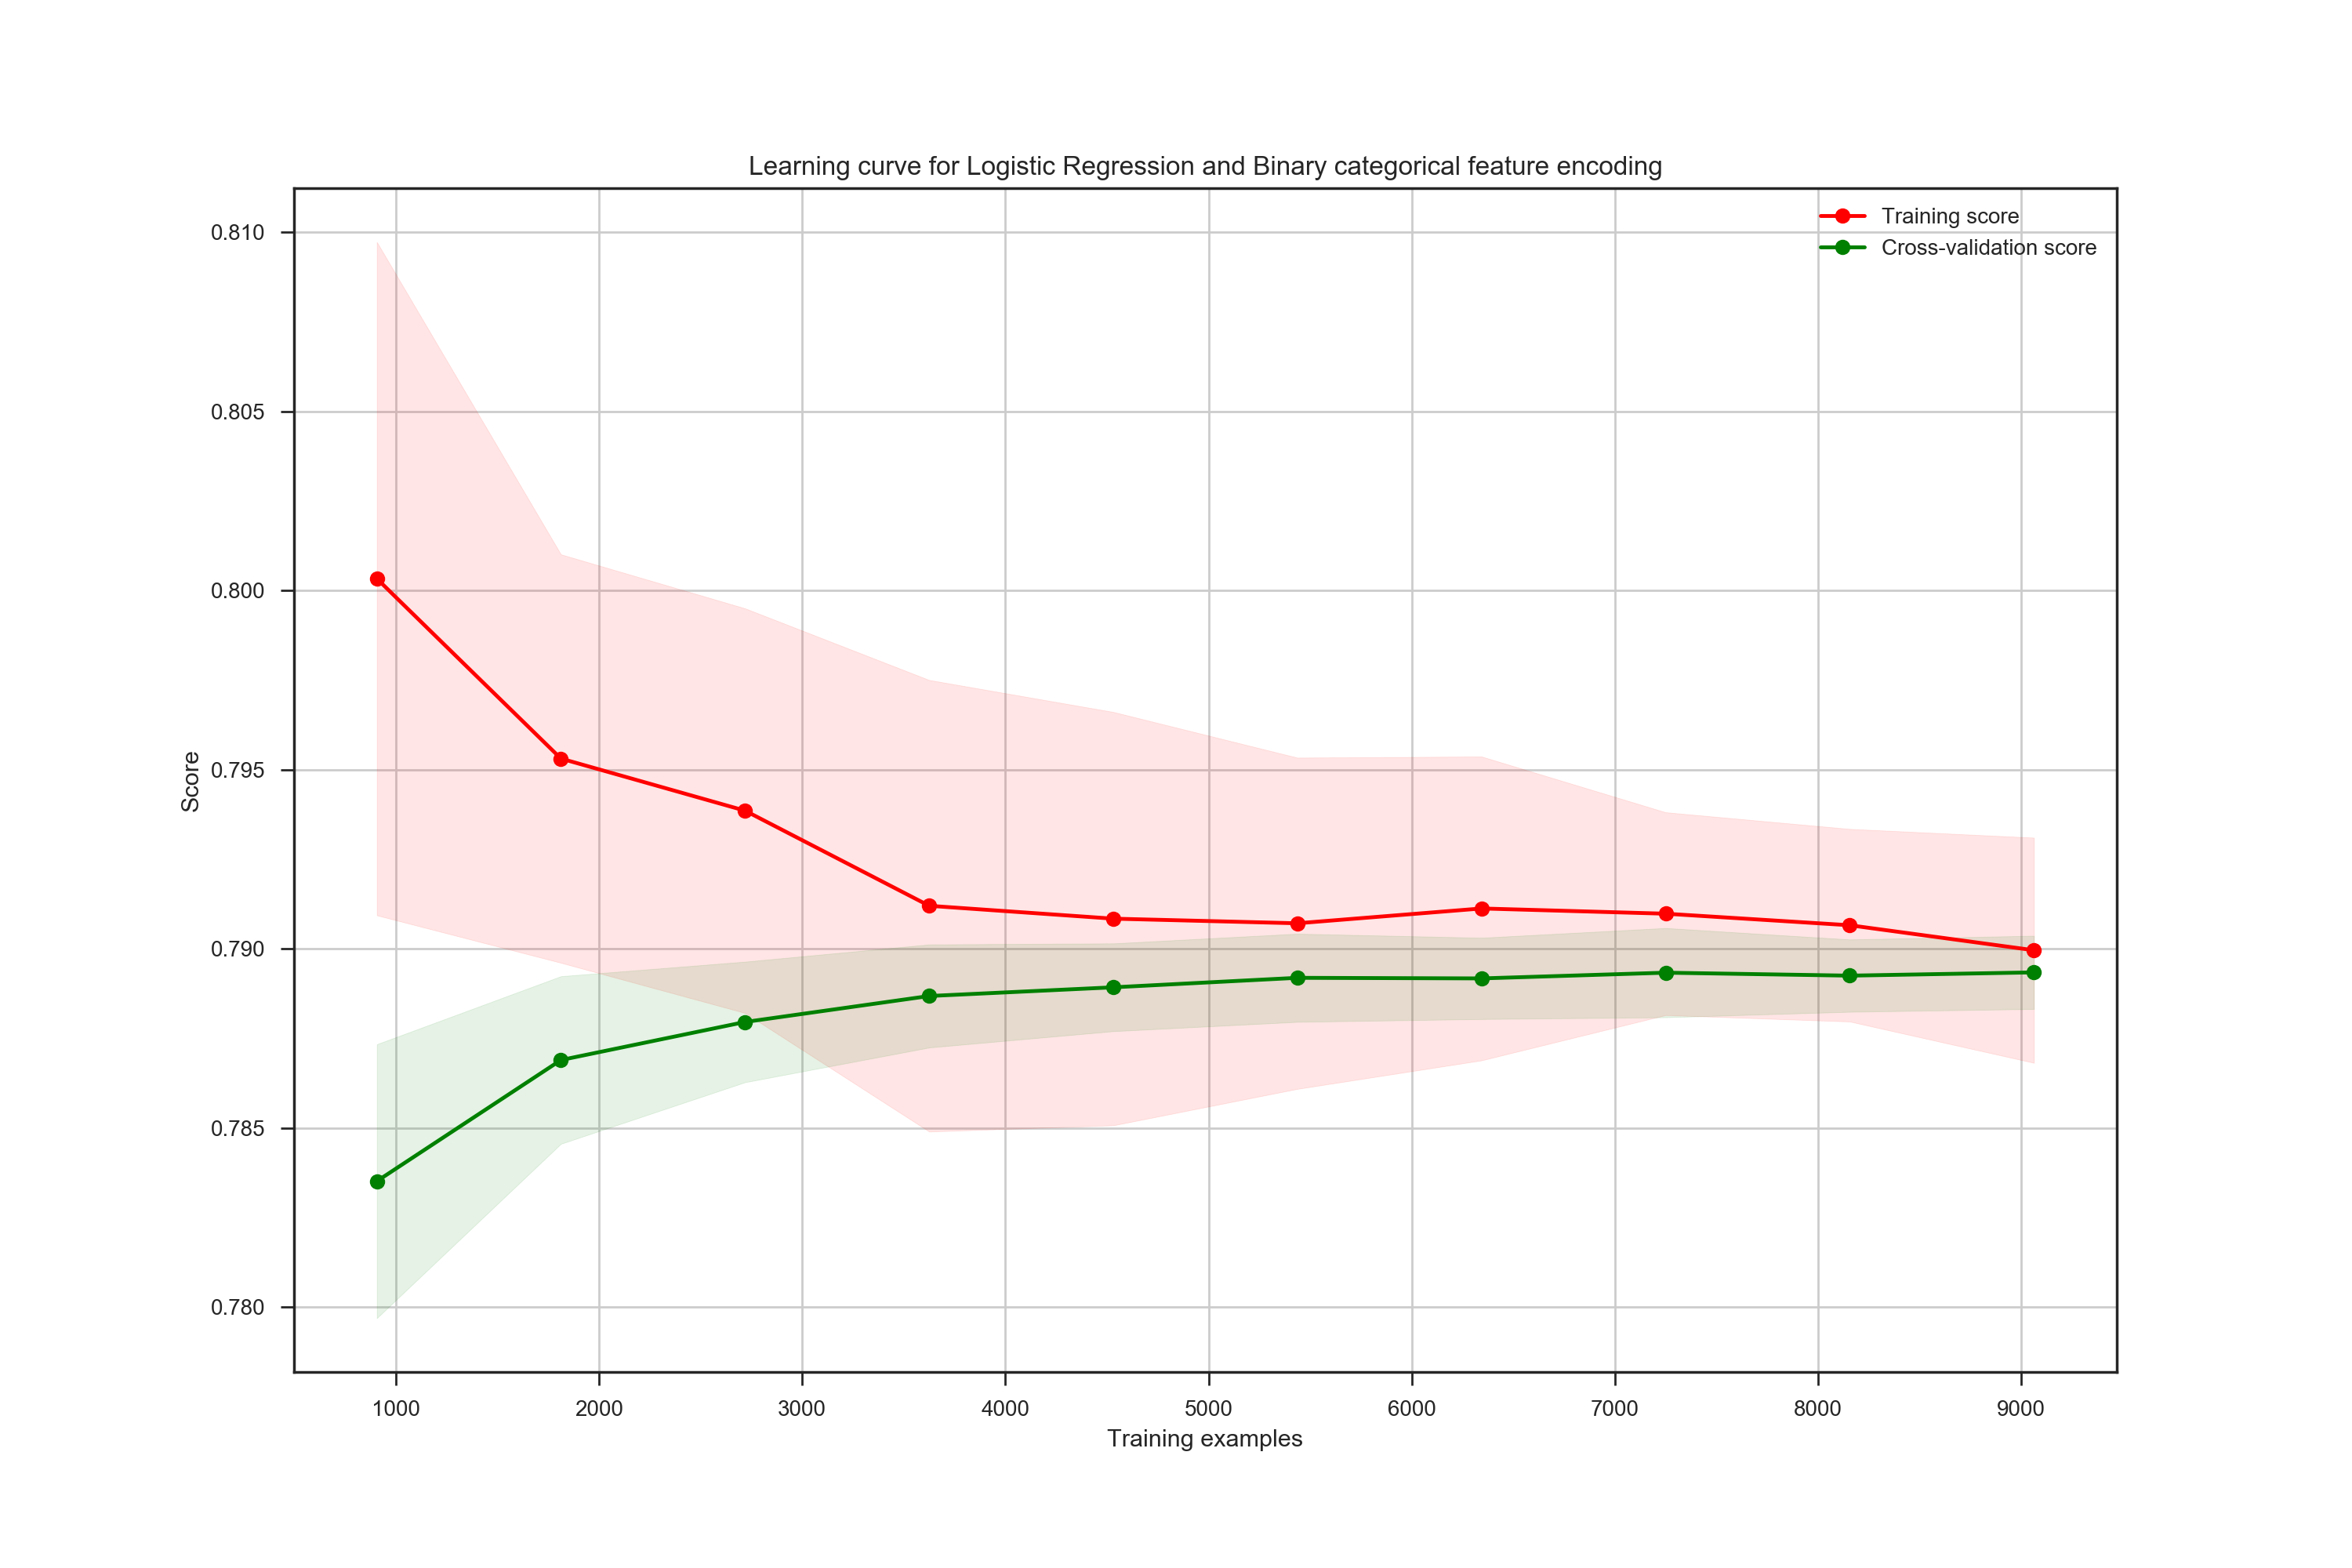 Learning curve for Logistic Regression and Binary categorical feature encoding
Training score
Cross-validation score
0.810
0.805
0.800
0.795
0.790
0.785
0.780
Score
1000 2000 3000 4000 5000 6000 7000 8000 9000
Training examples